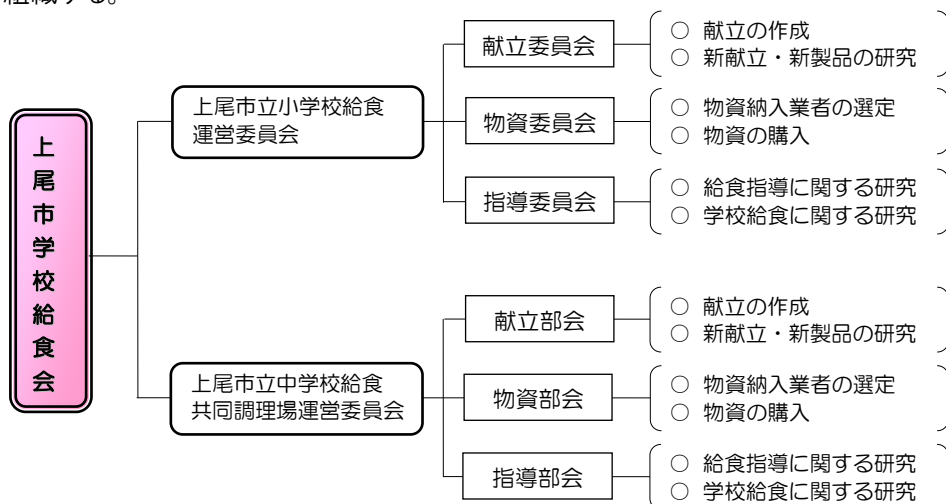 組織する。
上尾市学校給食会
上尾市立小学校給食
運営委員会
献立委員会
○ 献立の作成
○ 新献立・新製品の研究
物資委員会
○ 物資納入業者の選定
○ 物資の購入
指導委員会
○ 給食指導に関する研究
○ 学校給食に関する研究
上尾市立中学校給食
共同調理場運営委員会
献立部会
○ 献立の作成
○ 新献立・新製品の研究
物資部会
○ 物資納入業者の選定
○ 物資の購入
指導部会
○ 給食指導に関する研究
○ 学校給食に関する研究